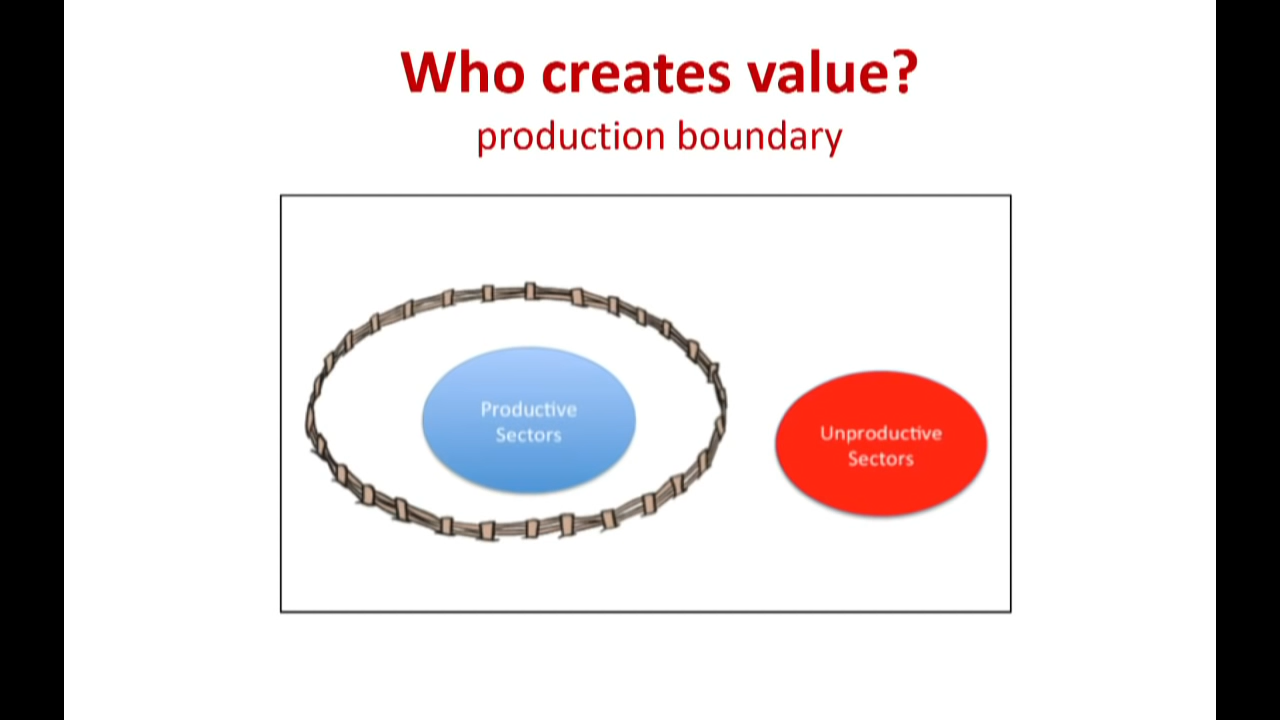 Who creates value?
production boundary
Productive
Sectors
Unproductive
Sectors